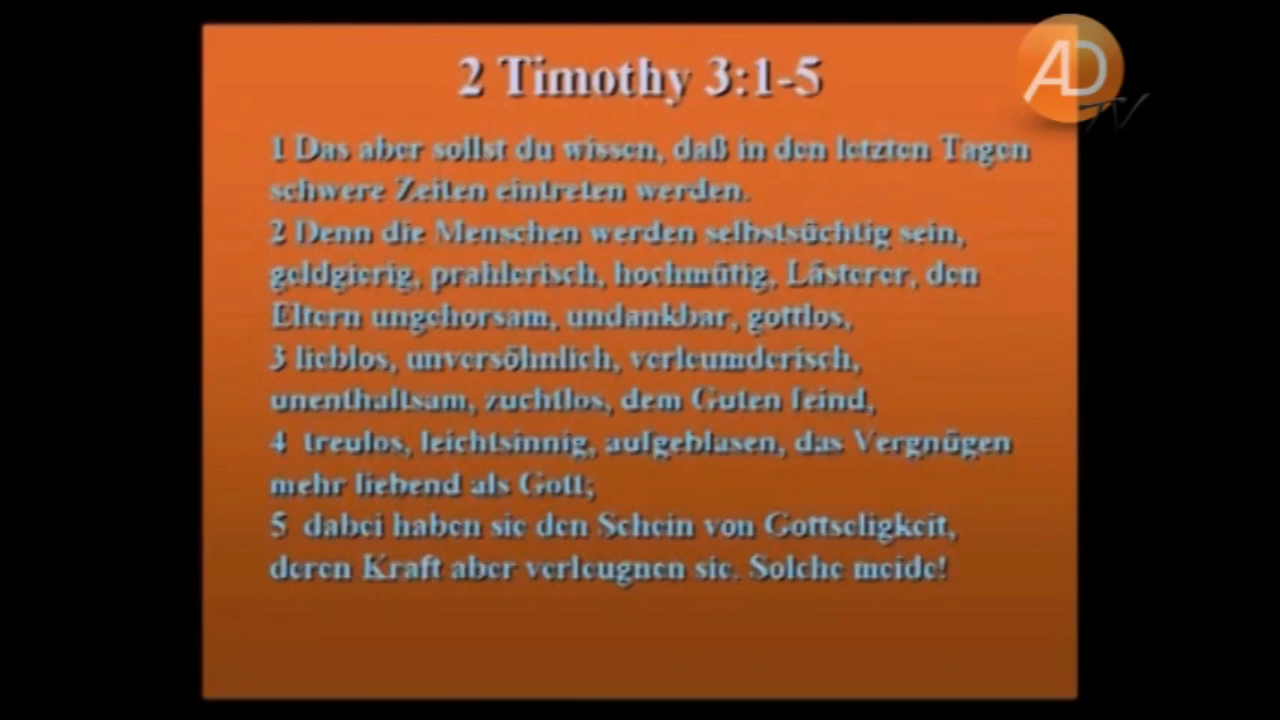 AD
TV
2 Timothy 3:1-5
1 Das aber sollst du wissen, daß in den letzten Tagen
schwere Zeiten eintreten werden.
2 Denn die Menschen werden selbstsüchtig sein,
geldgierig, prahlerisch, hochmütig, Lästerer, den
Eltern ungehorsam, undankbar, gottlos,
3 lieblos, unversöhnlich, verleumderisch,
unenthaltsam, zuchtlos, dem Guten feind,
4 treulos, leichtsinnig, aufgeblasen, das Vergnügen
mehr liebend als Gott;
5 dabei haben sie den Schein von Gottseligkeit,
deren Kraft aber verleugnen sie. Solche meide!